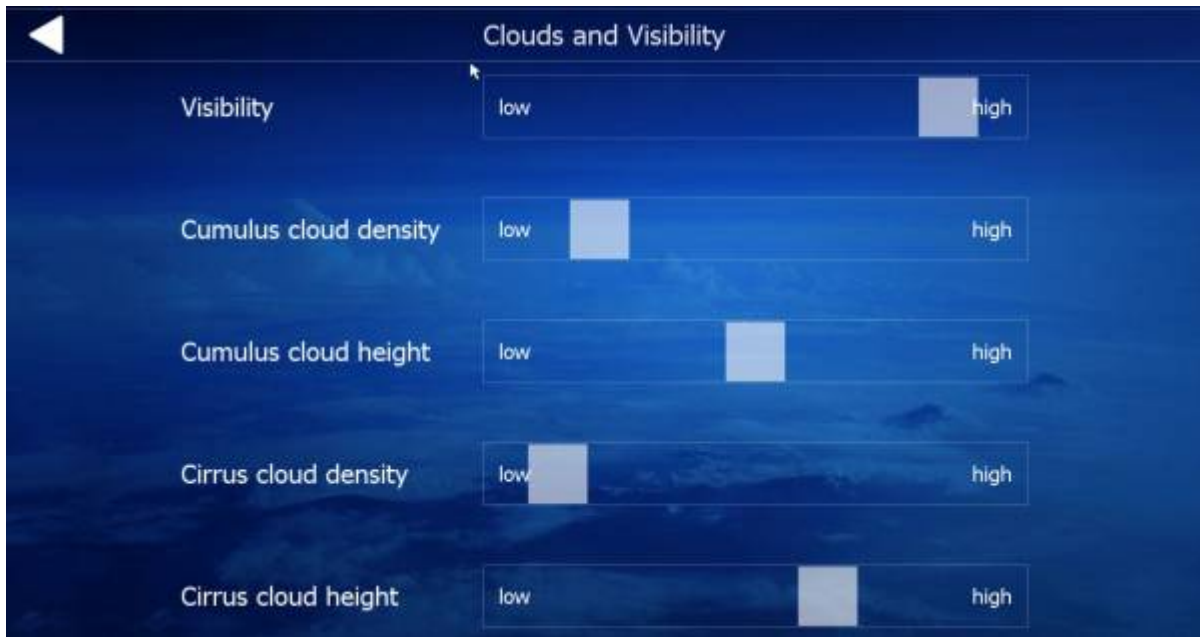 Clouds and Visibility
Visibility low high
Cumulus cloud density low high
Cumulus cloud height low high
Cirrus cloud density low high
Cirrus cloud height low high